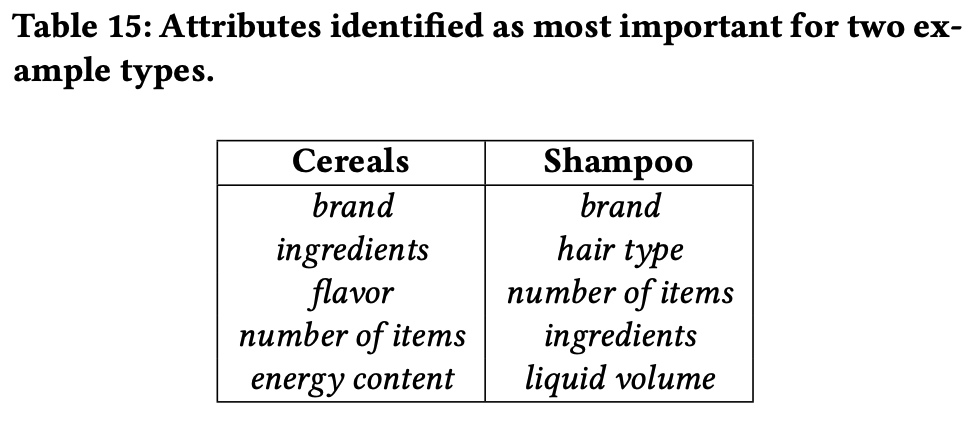 Table 15: Attributes identified as most important for two ex-
ample types.
Cereals Shampoo
brand brand
ingredients hair type
flavor number of items
number of items ingredients
energy content liquid volume